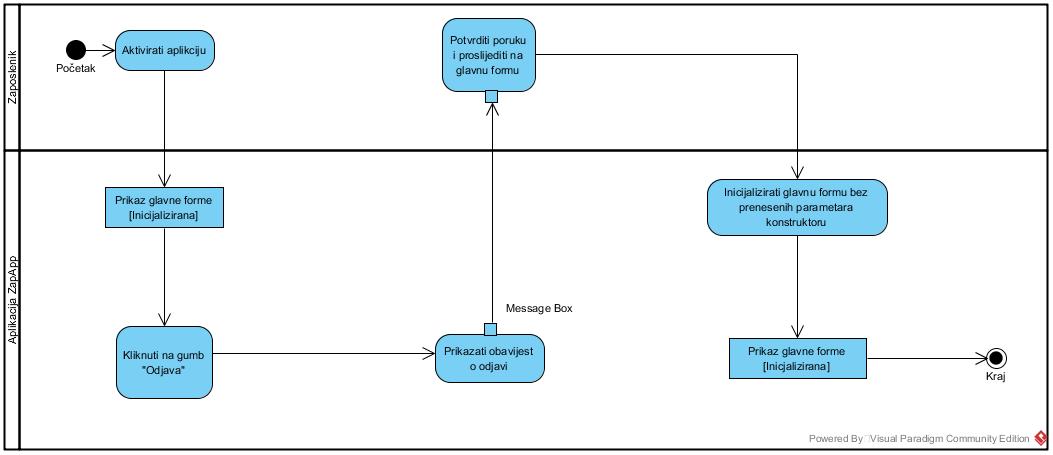 Zaposlenik
Početak
Aktivirati aplikciju
Potvrditi poruku
i proslijediti na
glavnu formu
Aplikacija ZapApp
Prikaz glavne forme
[Inicijalizirana]
Inicijalizirati glavnu formu bez
prenesenih parametara
konstruktoru
Kliknuti na gumb
"Odjava"
Message Box
Prikazati obavijest
o odjavi
Prikaz glavne forme
[Inicjalizirana]
Kraj
Powered By Visual Paradigm Community Edition